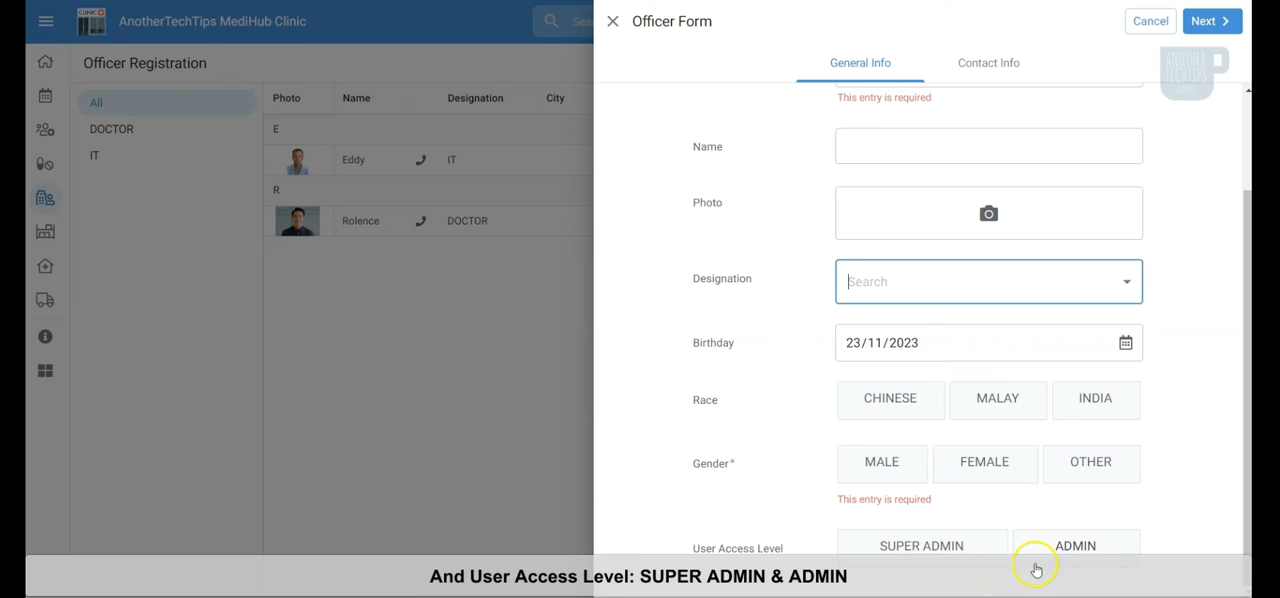 AnotherTechTips MediHub Clinic
Officer Form
Cancel
Next
Officer Registration
General Info
Contact Info
ANOTHER
TECHTIPS
All
DOCTOR
IT
Photo
Name
Designation
City
E
Eddy
IT
R
Rolence
DOCTOR
This entry is required
Name
Photo
Designation
Search
Birthday
23/11/2023
Race
CHINESE
MALAY
INDIA
Gender*
MALE
FEMALE
OTHER
This entry is required
User Access Level
SUPER ADMIN
ADMIN
And User Access Level: SUPER ADMIN & ADMIN